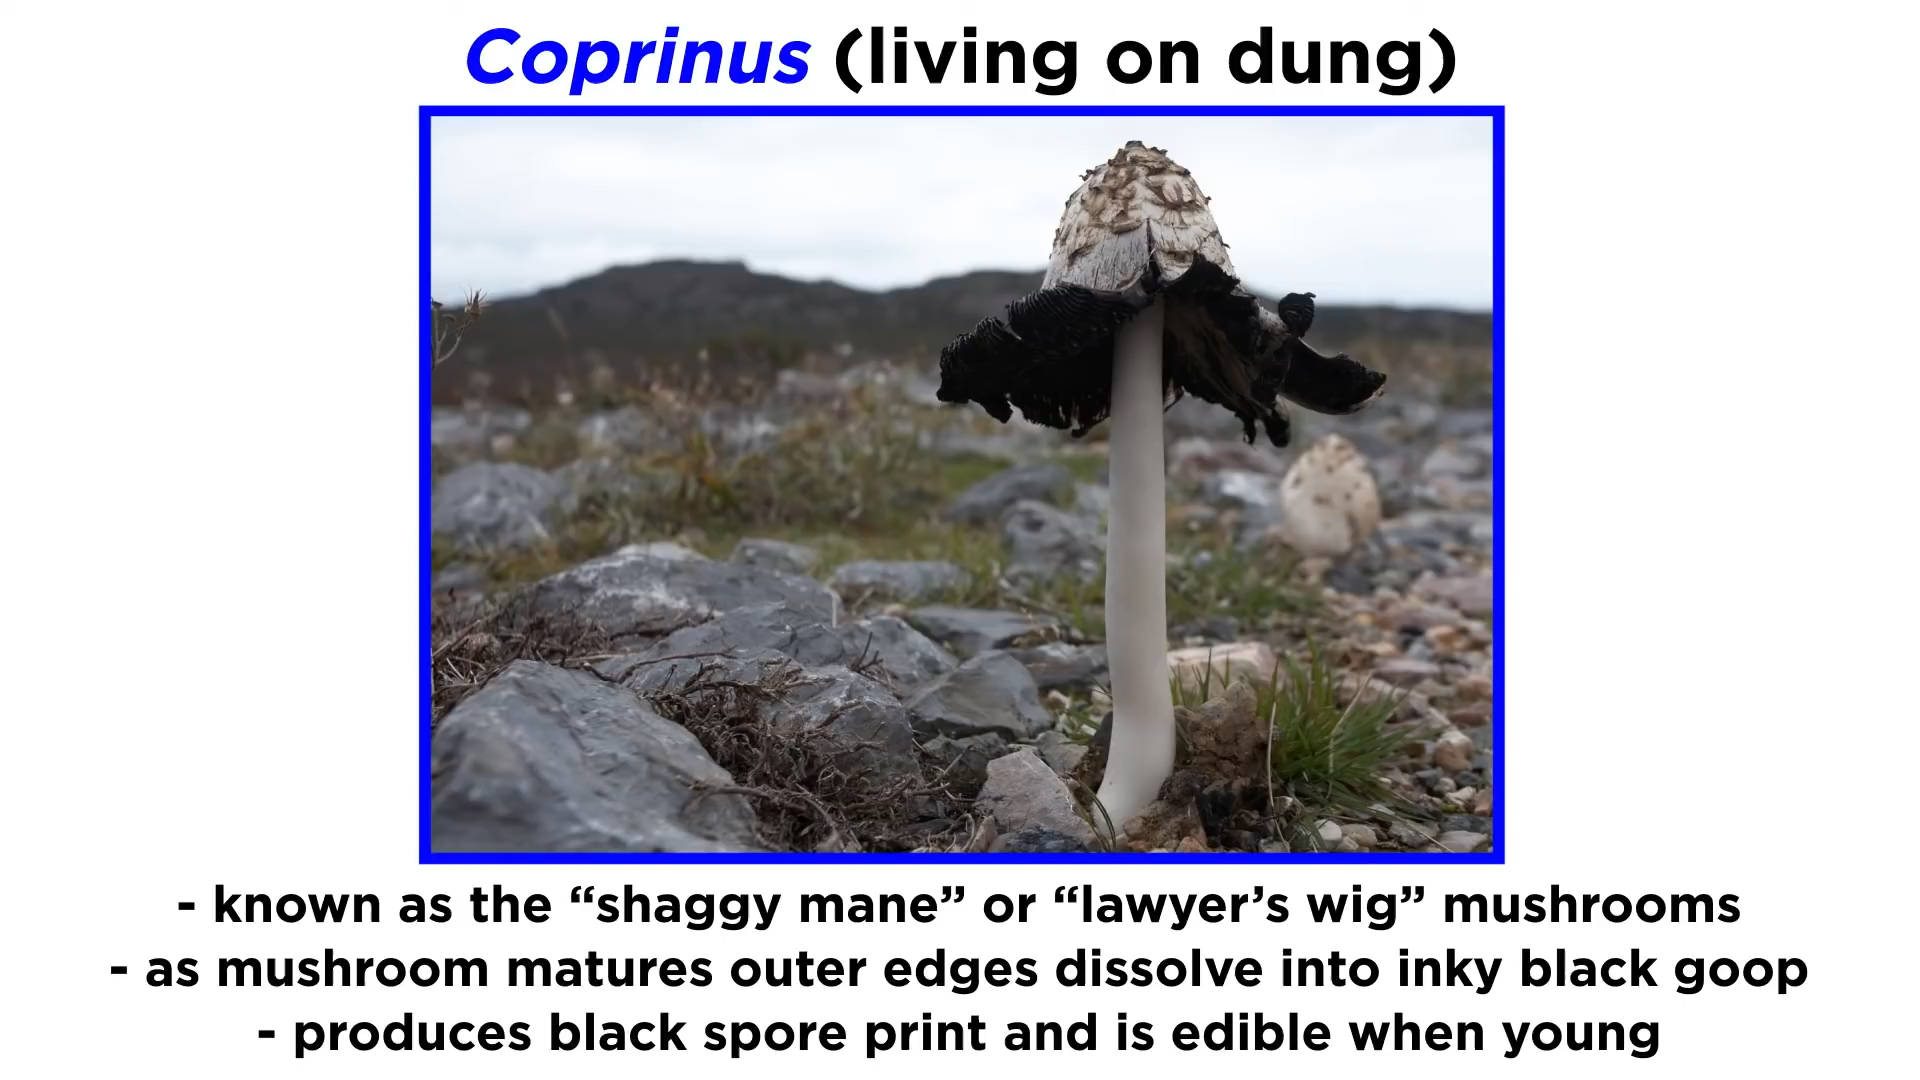 Coprinus (living on dung)
- known as the “shaggy mane” or “lawyer’s wig” mushrooms
- as mushroom matures outer edges dissolve into inky black goop
- produces black spore print and is edible when young